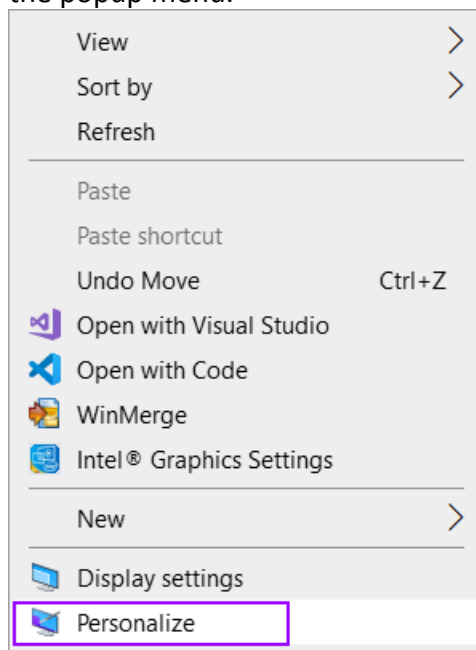 the popup menu.
View
Sort by
Refresh
Paste
Paste shortcut
Undo Move Ctrl+Z
Open with Visual Studio
Open with Code
WinMerge
Intel® Graphics Settings
New
Display settings
Personalize